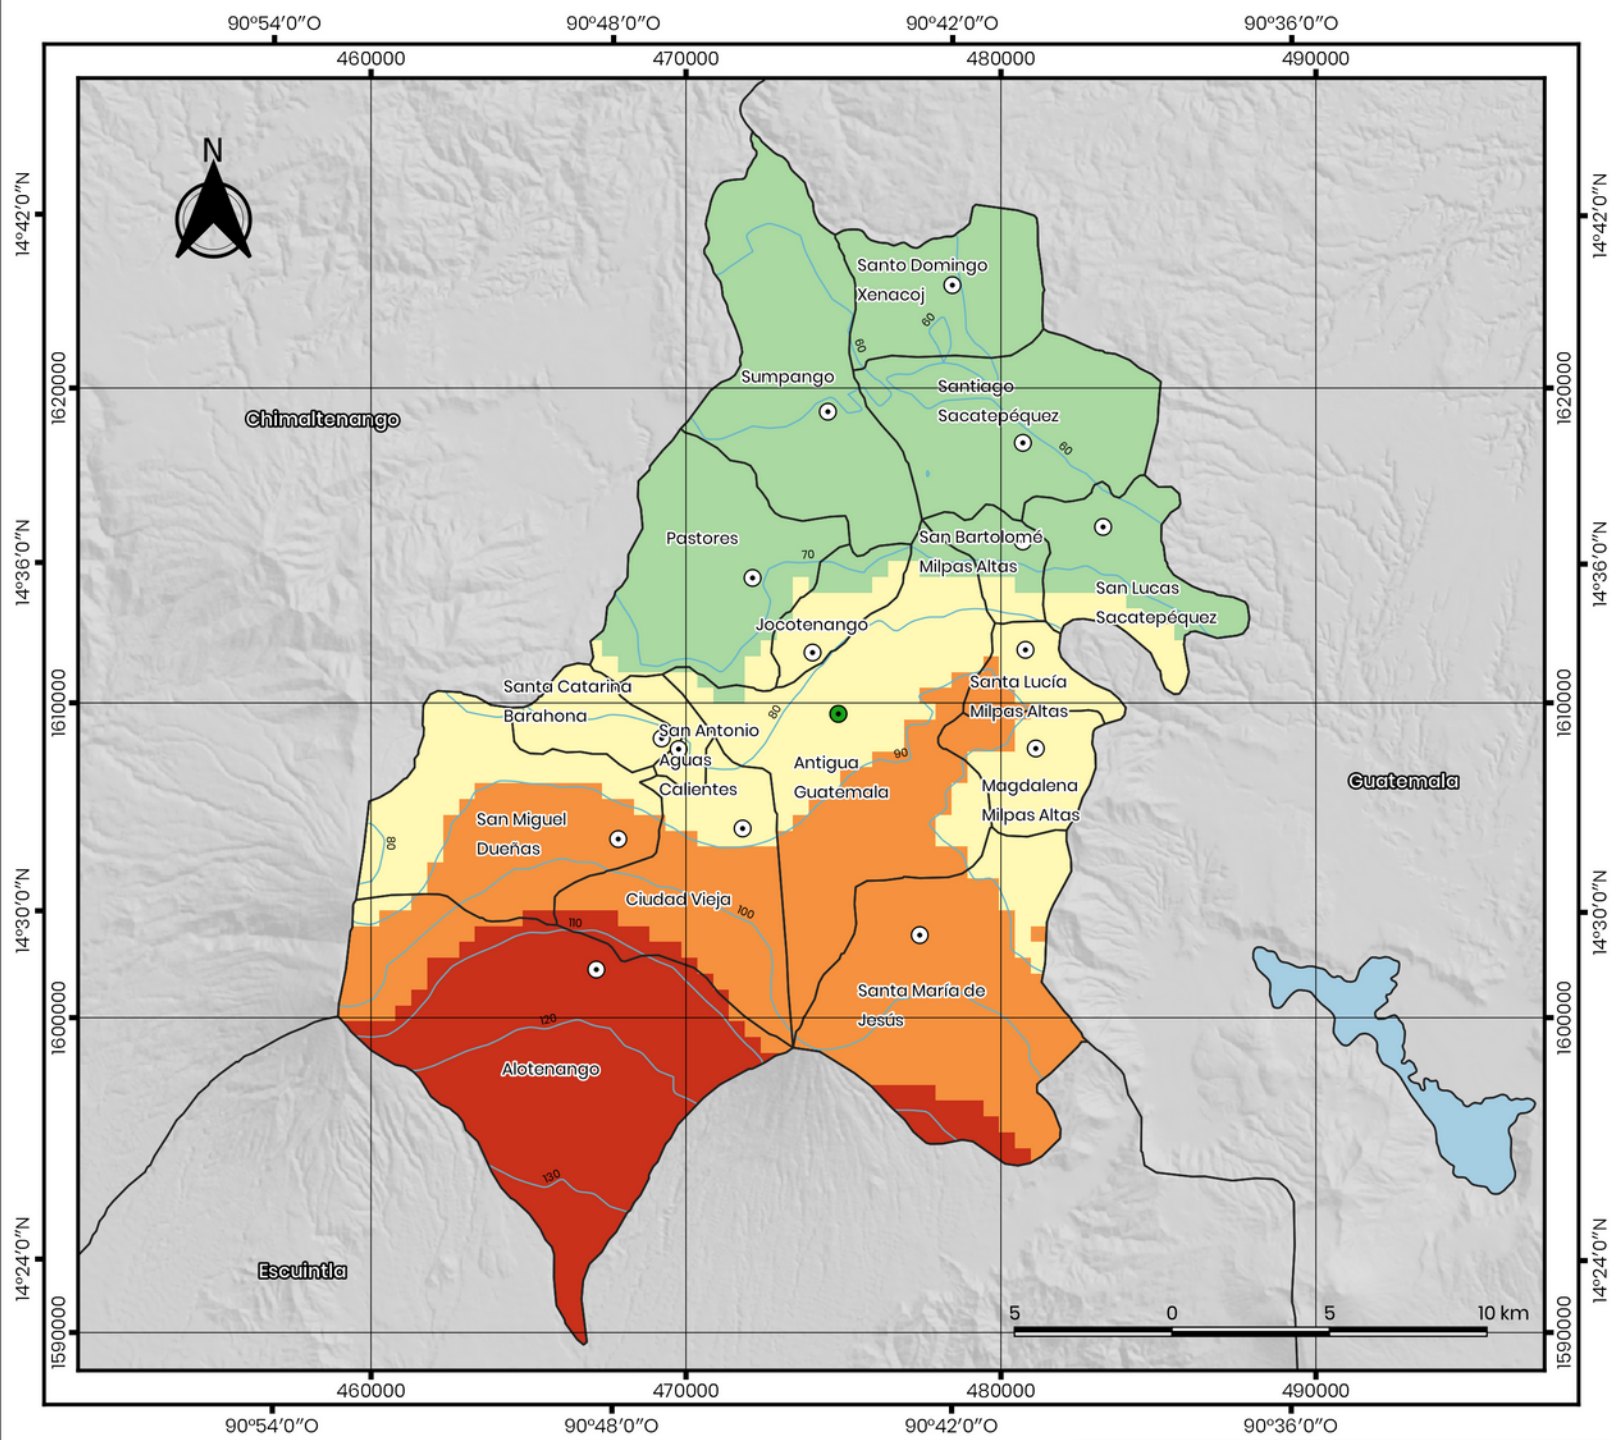 90°54'0"O 90°48'0"O 90°42'0"O 90°36'0"O
460000 470000 480000 490000
N
14°42'0"N 14°42'0"N
Santo Domingo
Xenacoj
60
60
Sumpango
1620000 1620000
Santiago
Sacatepéquez
Chimaltenango
60
Pastores
San Bartolomé
Milpas Altas
70
14°36'0"N 14°36'0"N
San Lucas
Sacatepéquez
Jocotenango
Santa Catarina
Barahona
Santa Lucía
Milpas Altas
1610000 1610000
80
San Antonio
Aguas
Calientes
90
Antigua
Guatemala
Guatemala
Magdalena
Milpas Altas
San Miguel
Dueñas
80
Ciudad Vieja
100
14°30'0"N 14°30'0"N
110
Santa María de
Jesús
1600000 1600000
120
Alotenango
130
14°24'0"N 14°24'0"N
Escuintla
5 0 5 10 km
1590000 1590000
460000 470000 480000 490000
90°54'0"O 90°48'0"O 90°42'0"O 90°36'0"O